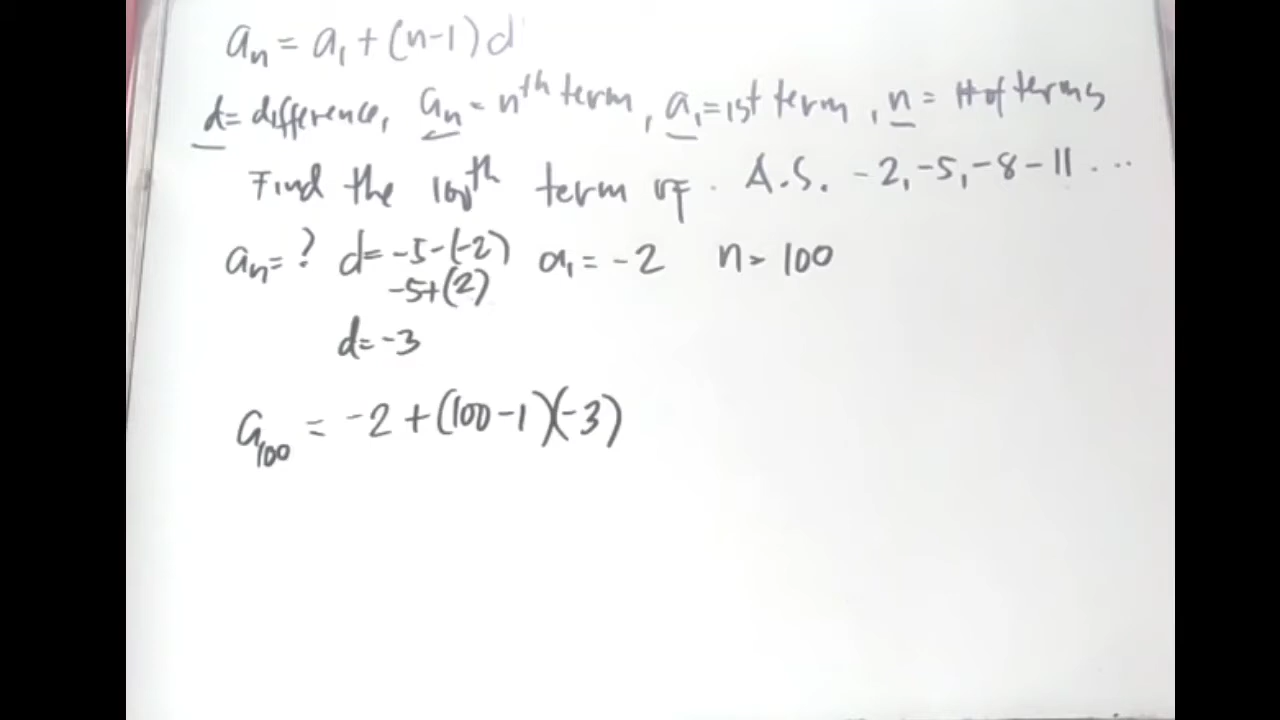 aₙ = a₁ + (n-1)d
d = difference, aₙ = nᵗʰ term, a₁ = 1st term, n = # of terms
Find the 100ᵗʰ term of A.S. -2, -5, -8 -11 ...
aₙ = ? d = -5-(-2) a₁ = -2 n = 100
-5+(2)
d = -3
a₁₀₀ = -2 + (100-1)(-3)